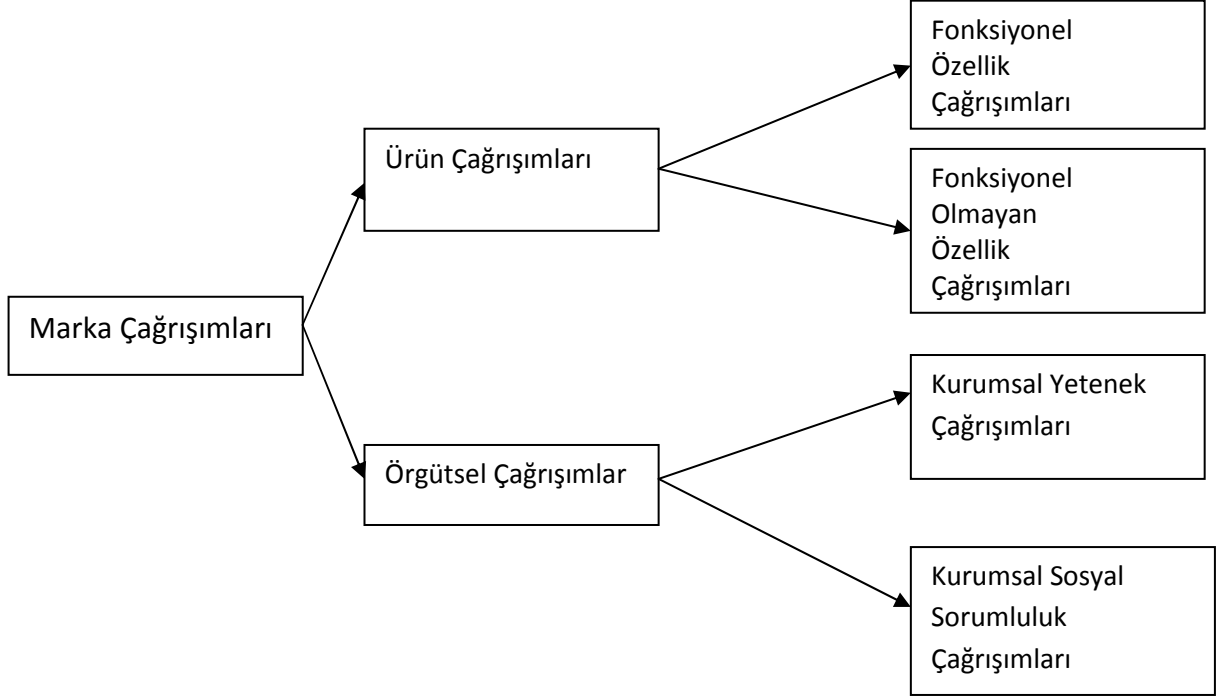 Fonksiyonel
Özellik
Çağrışımları
Ürün Çağrışımları
Fonksiyonel
Olmayan
Özellik
Çağrışımları
Marka Çağrışımları
Kurumsal Yetenek
Çağrışımları
Örgütsel Çağrışımlar
Kurumsal Sosyal
Sorumluluk
Çağrışımları